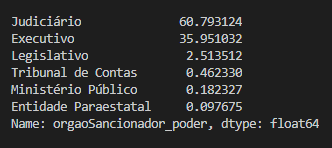 Judiciário 60.793124
Executivo 35.951032
Legislativo 2.513512
Tribunal de Contas 0.462330
Ministério Público 0.182327
Entidade Paraestatal 0.097675
Name: orgaoSancionador_poder, dtype: float64